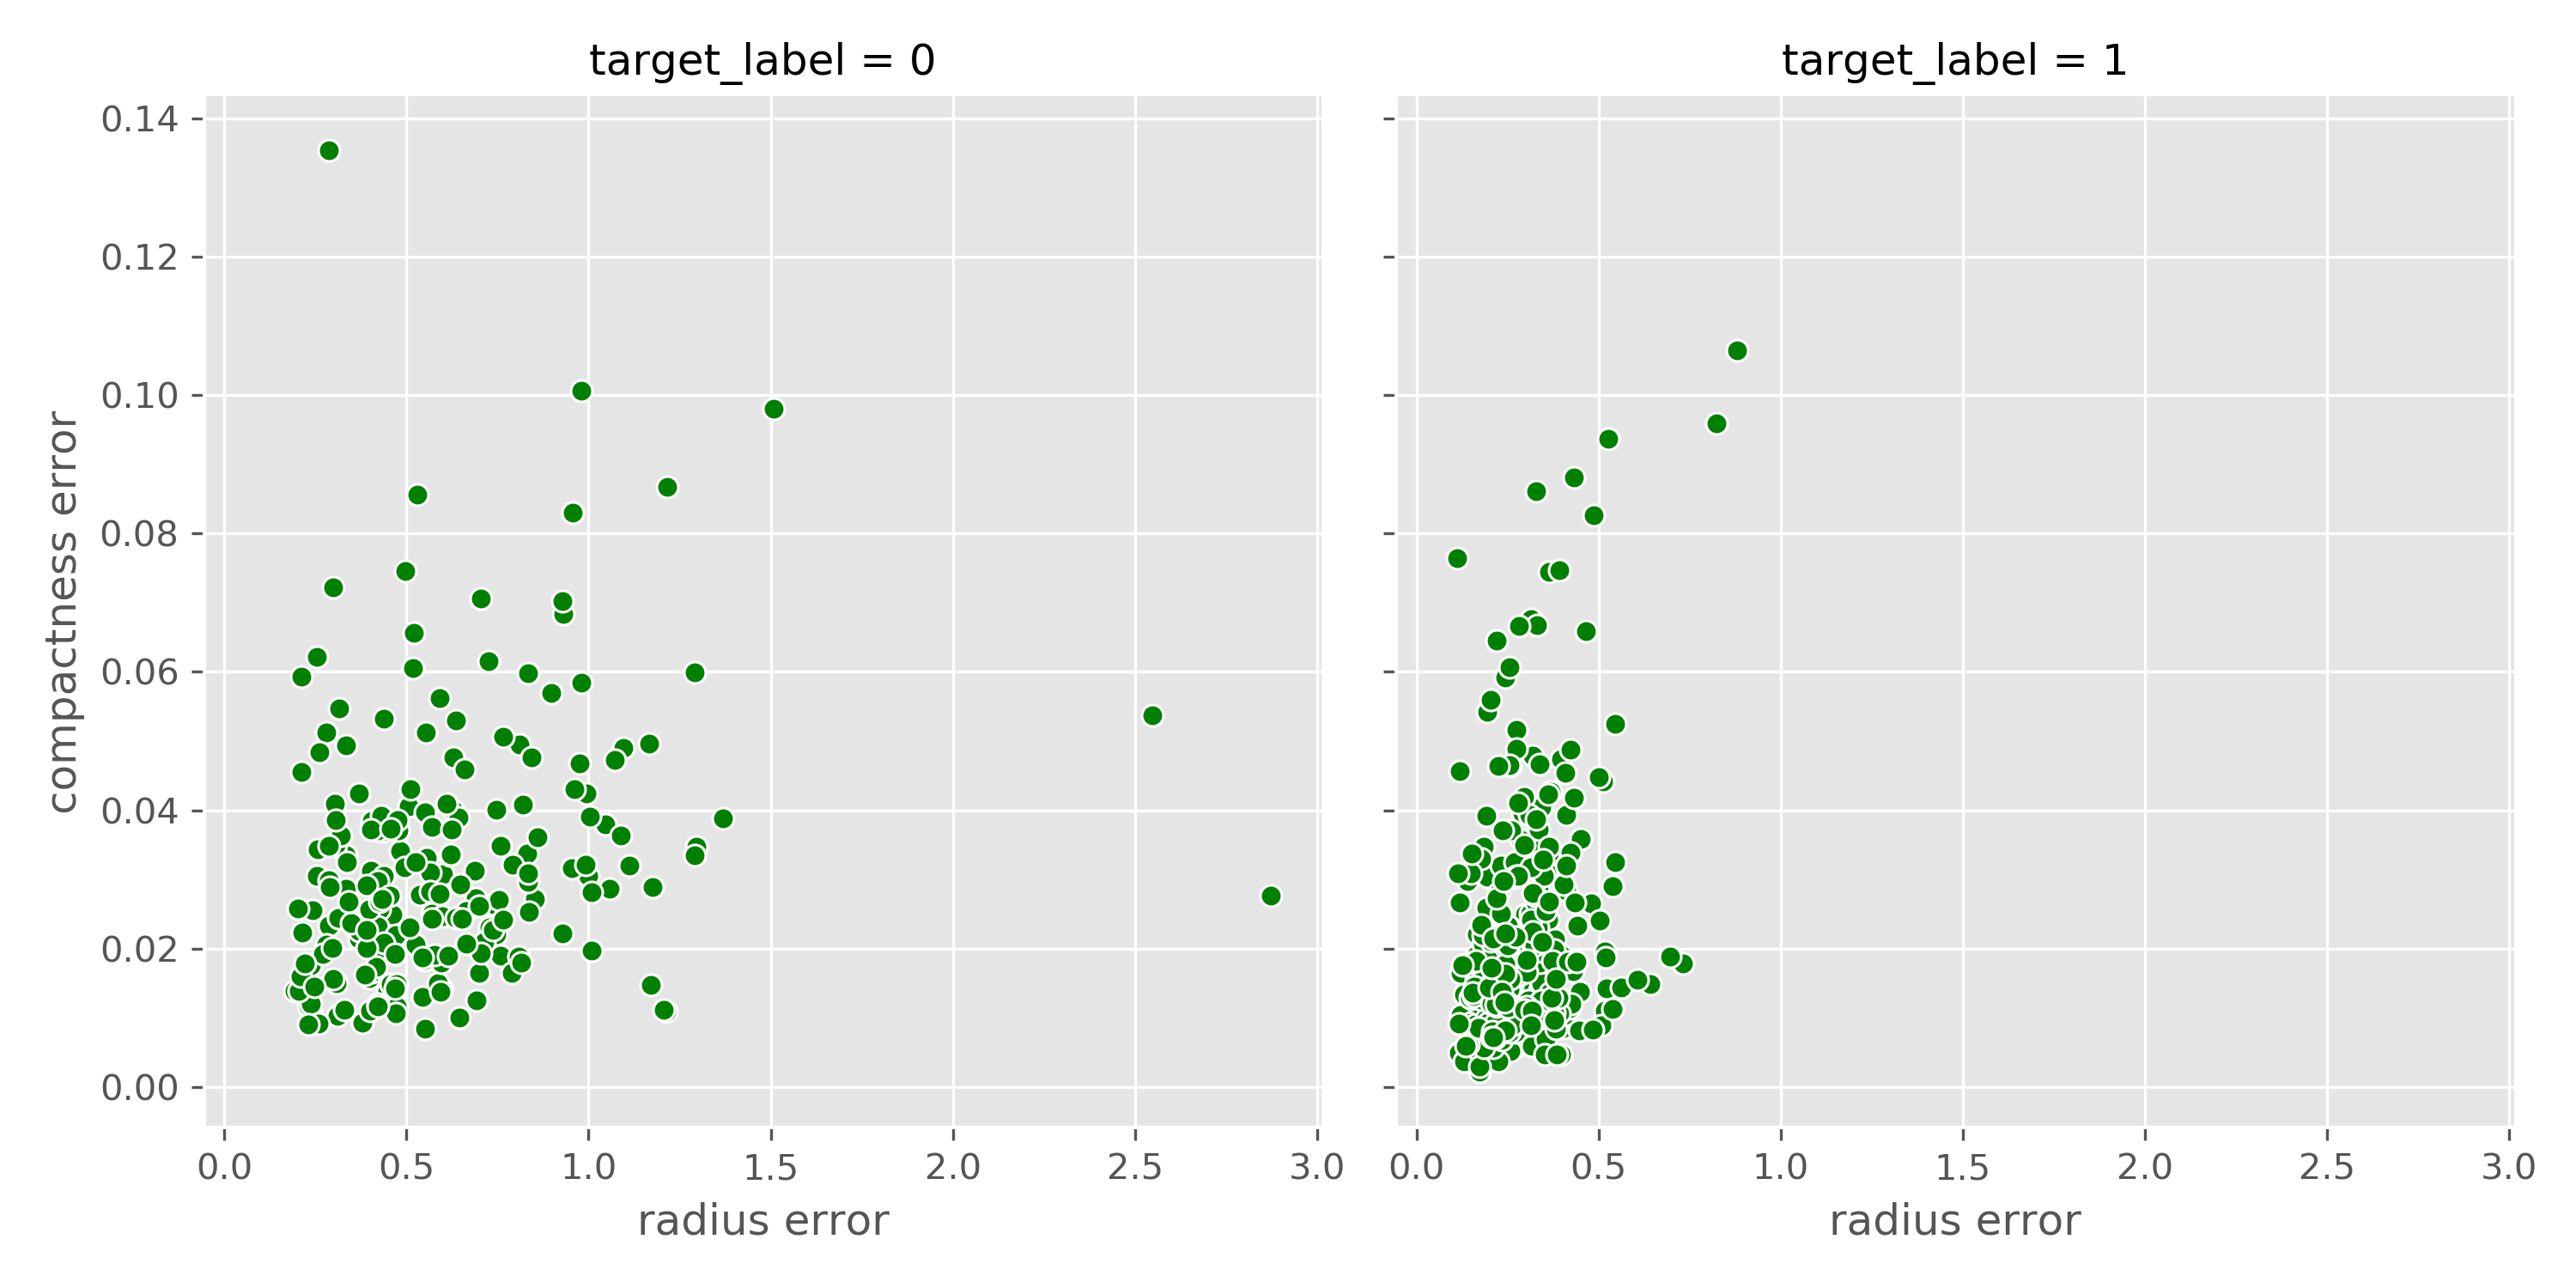 target_label = 0
target_label = 1
compactness error
0.14
0.12
0.10
0.08
0.06
0.04
0.02
0.00
0.0 0.5 1.0 1.5 2.0 2.5 3.0
0.0 0.5 1.0 1.5 2.0 2.5 3.0
radius error
radius error